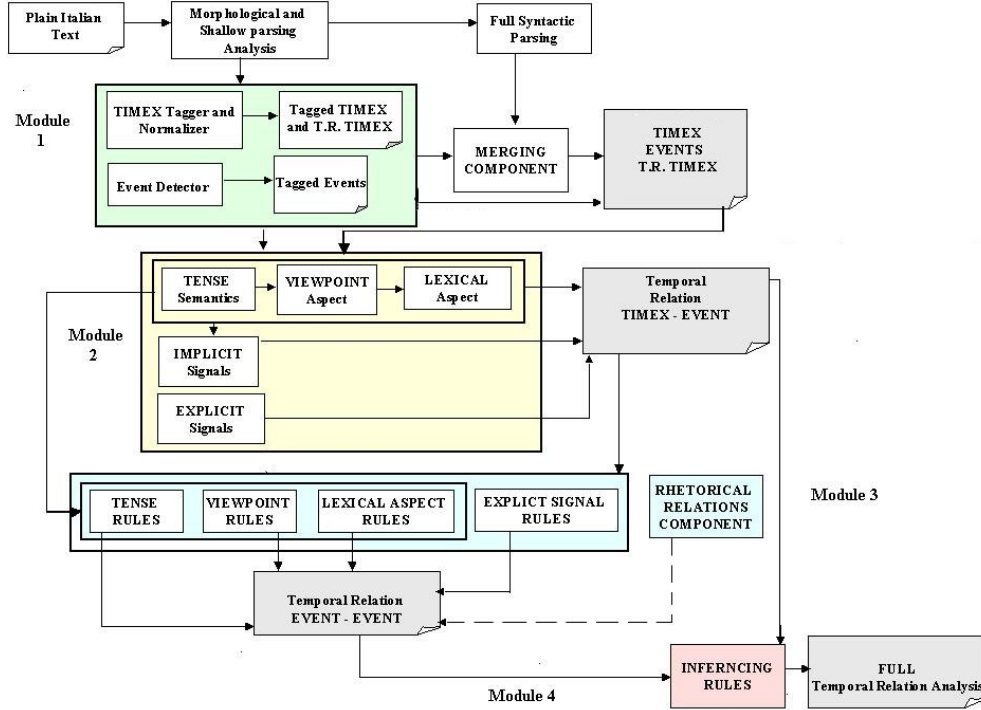 Plain Italian
Text
Morphological and
Shallow parsing
Analysis
Full Syntactic
Parsing
Module
1
TIMEX Tagger and
Normalizer
Tagged TIMEX
and T.R. TIMEX
Event Detector
Tagged Events
MERGING
COMPONENT
TIMEX
EVENTS
T.R. TIMEX
Module
2
TENSE
Semantics
VIEWPOINT
Aspect
LEXICAL
Aspect
IMPLICIT
Signals
EXPLICIT
Signals
Temporal
Relation
TIMEX - EVENT
TENSE
RULES
VIEWPOINT
RULES
LEXICAL ASPECT
RULES
EXPLICT SIGNAL
RULES
RHETORICAL
RELATIONS
COMPONENT
Module 3
Temporal Relation
EVENT - EVENT
Module 4
INFERNCING
RULES
FULL
Temporal Relation Analysis